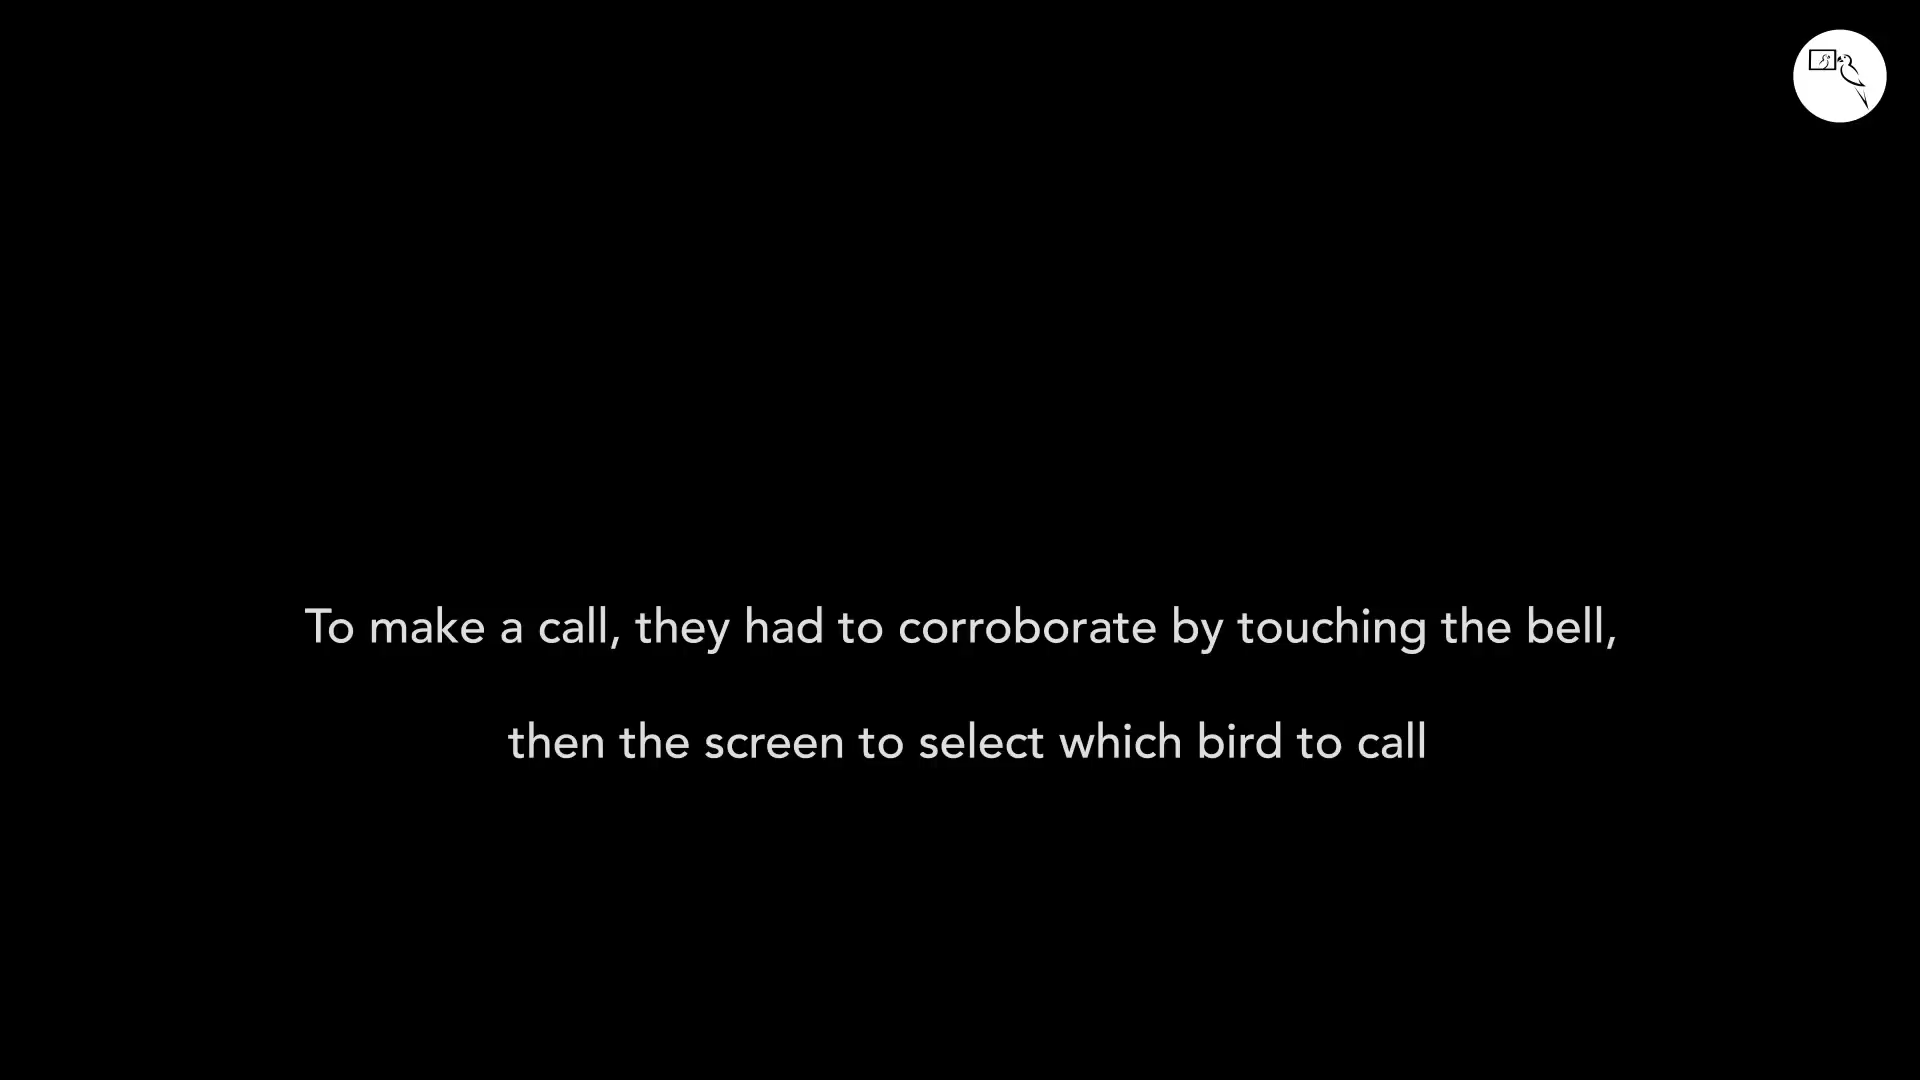 To make a call, they had to corroborate by touching the bell,
then the screen to select which bird to call